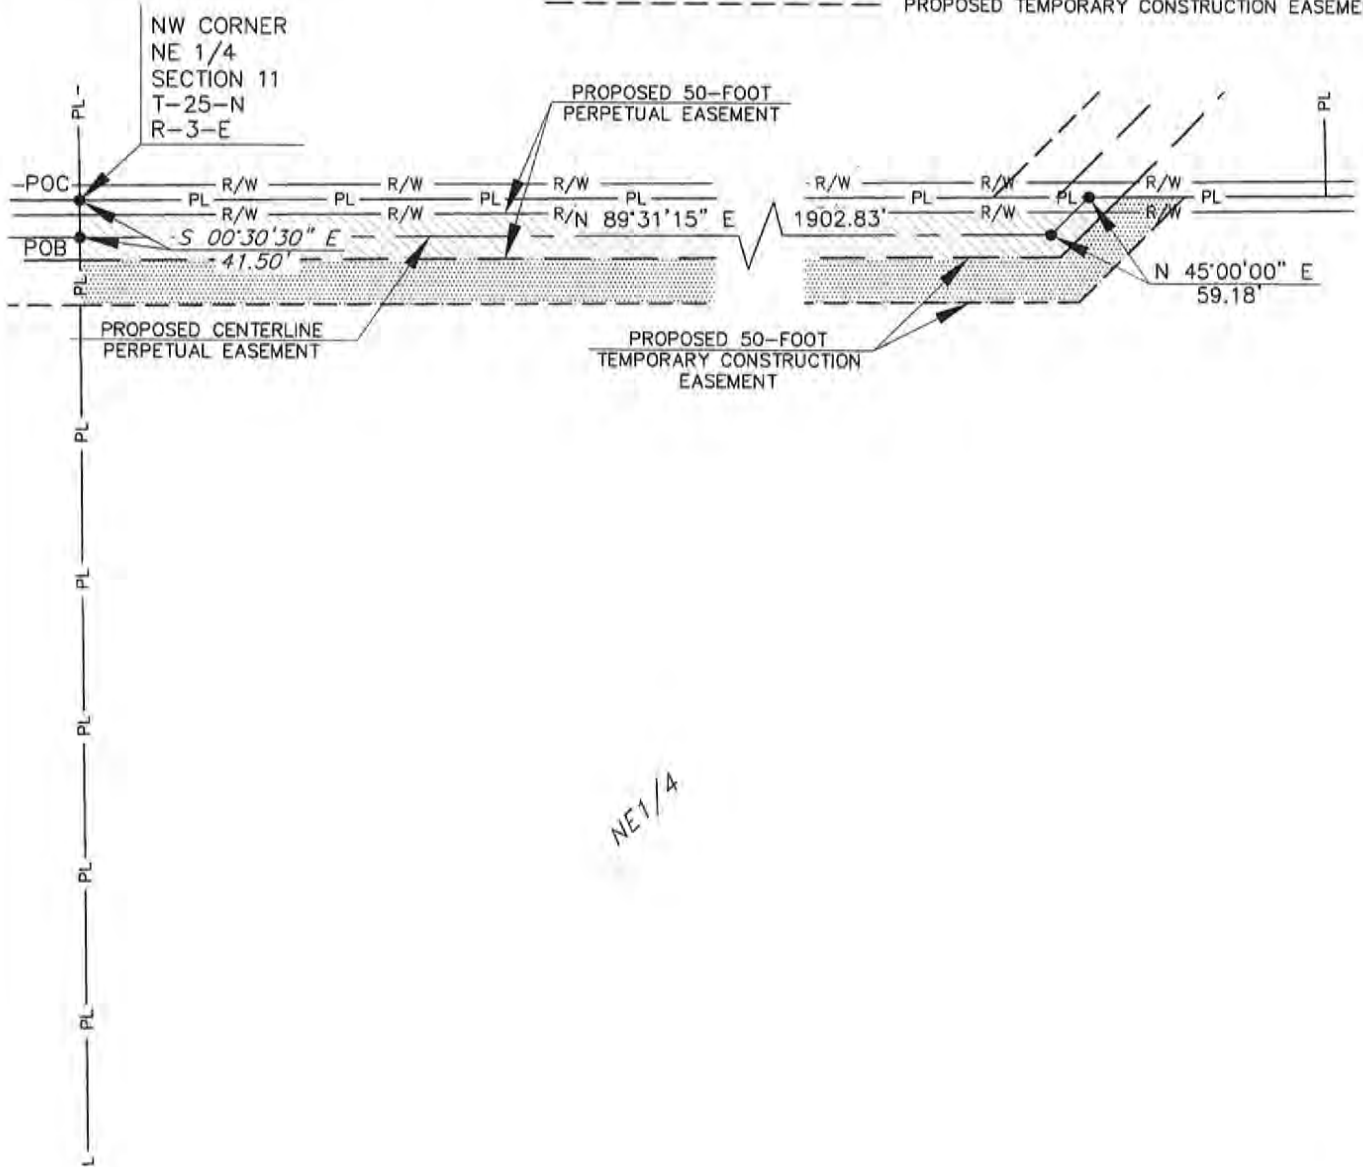 PROPOSED TEMPORARY CONSTRUCTION EASEME
NW CORNER
NE 1/4
SECTION 11
T-25-N
R-3-E
PL
PROPOSED 50-FOOT
PERPETUAL EASEMENT
PL
POC
R/W R/W R/W R/W R/W
PL PL PL PL PL PL PL
R/W R/W R/ R/W R/W
N 89°31'15" E 1902.83'
POB
S 00°30'30" E
41.50'
PL
N 45°00'00" E
59.18'
PROPOSED CENTERLINE
PERPETUAL EASEMENT
PROPOSED 50-FOOT
TEMPORARY CONSTRUCTION
EASEMENT
PL
PL
PL
NE1/4
PL
PL
L